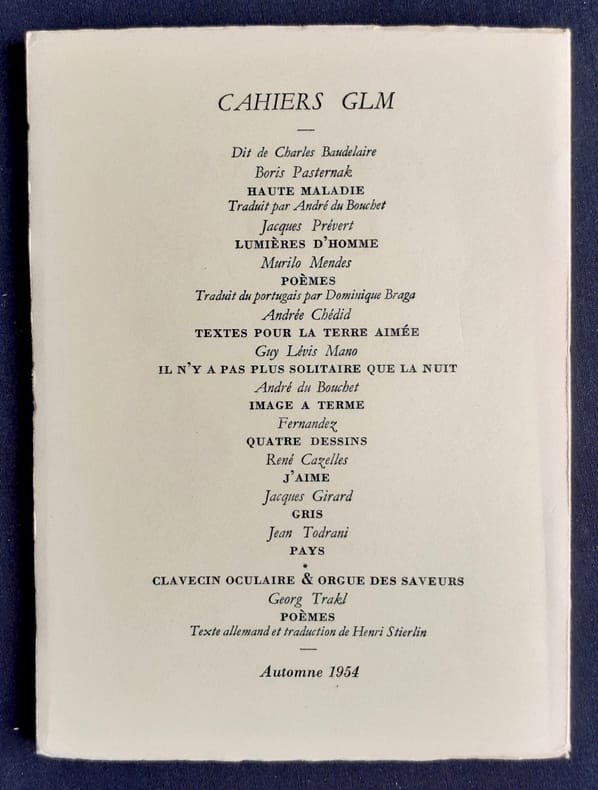 CAHIERS GLM
Dit de Charles Baudelaire
Boris Pasternak
HAUTE MALADIE
Traduit par André du Bouchet
Jacques Prévert
LUMIÈRES D'HOMME
Murilo Mendes
POÈMES
Traduit du portugais par Dominique Braga
Andrée Chédid
TEXTES POUR LA TERRE AIMÉE
Guy Lévis Mano
IL N'Y A PAS PLUS SOLITAIRE QUE LA NUIT
André du Bouchet
IMAGE A TERME
Fernandez
QUATRE DESSINS
René Cazelles
J'AIME
Jacques Girard
GRIS
Jean Todrani
PAYS
*
CLAVECIN OCULAIRE & ORGUE DES SAVEURS
Georg Trakl
POÈMES
Texte allemand et traduction de Henri Stierlin
Automne 1954